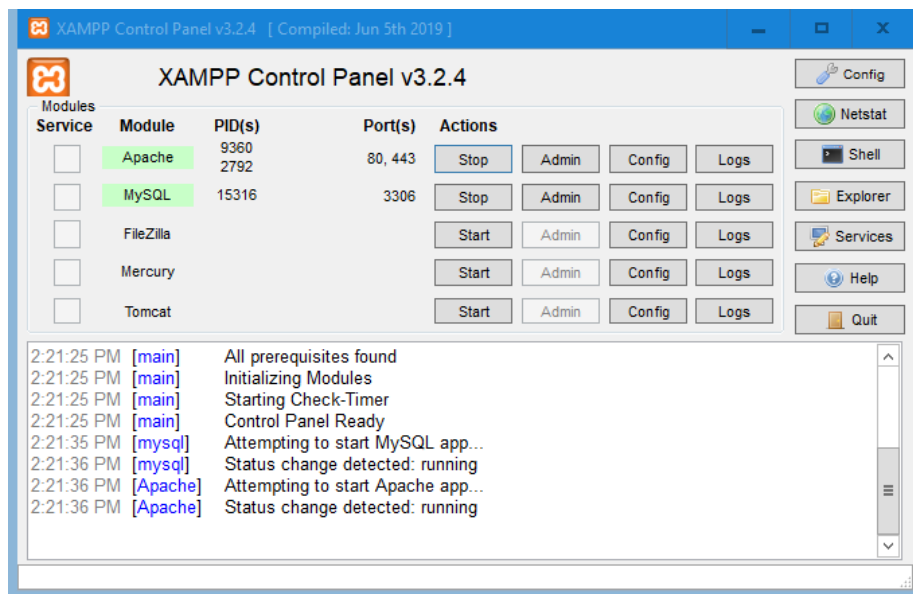 XAMPP Control Panel v3.2.4 [ Compiled: Jun 5th 2019 ]
XAMPP Control Panel v3.2.4
Config
Modules
Service Module PID(s) Port(s) Actions
Netstat
Apache 9360 2792 80, 443 Stop Admin Config Logs
Shell
MySQL 15316 3306 Stop Admin Config Logs
Explorer
FileZilla Start Admin Config Logs
Services
Mercury Start Admin Config Logs
Help
Tomcat Start Admin Config Logs
Quit
2:21:25 PM [main] All prerequisites found
2:21:25 PM [main] Initializing Modules
2:21:25 PM [main] Starting Check-Timer
2:21:25 PM [main] Control Panel Ready
2:21:35 PM [mysql] Attempting to start MySQL app...
2:21:36 PM [mysql] Status change detected: running
2:21:36 PM [Apache] Attempting to start Apache app...
2:21:36 PM [Apache] Status change detected: running